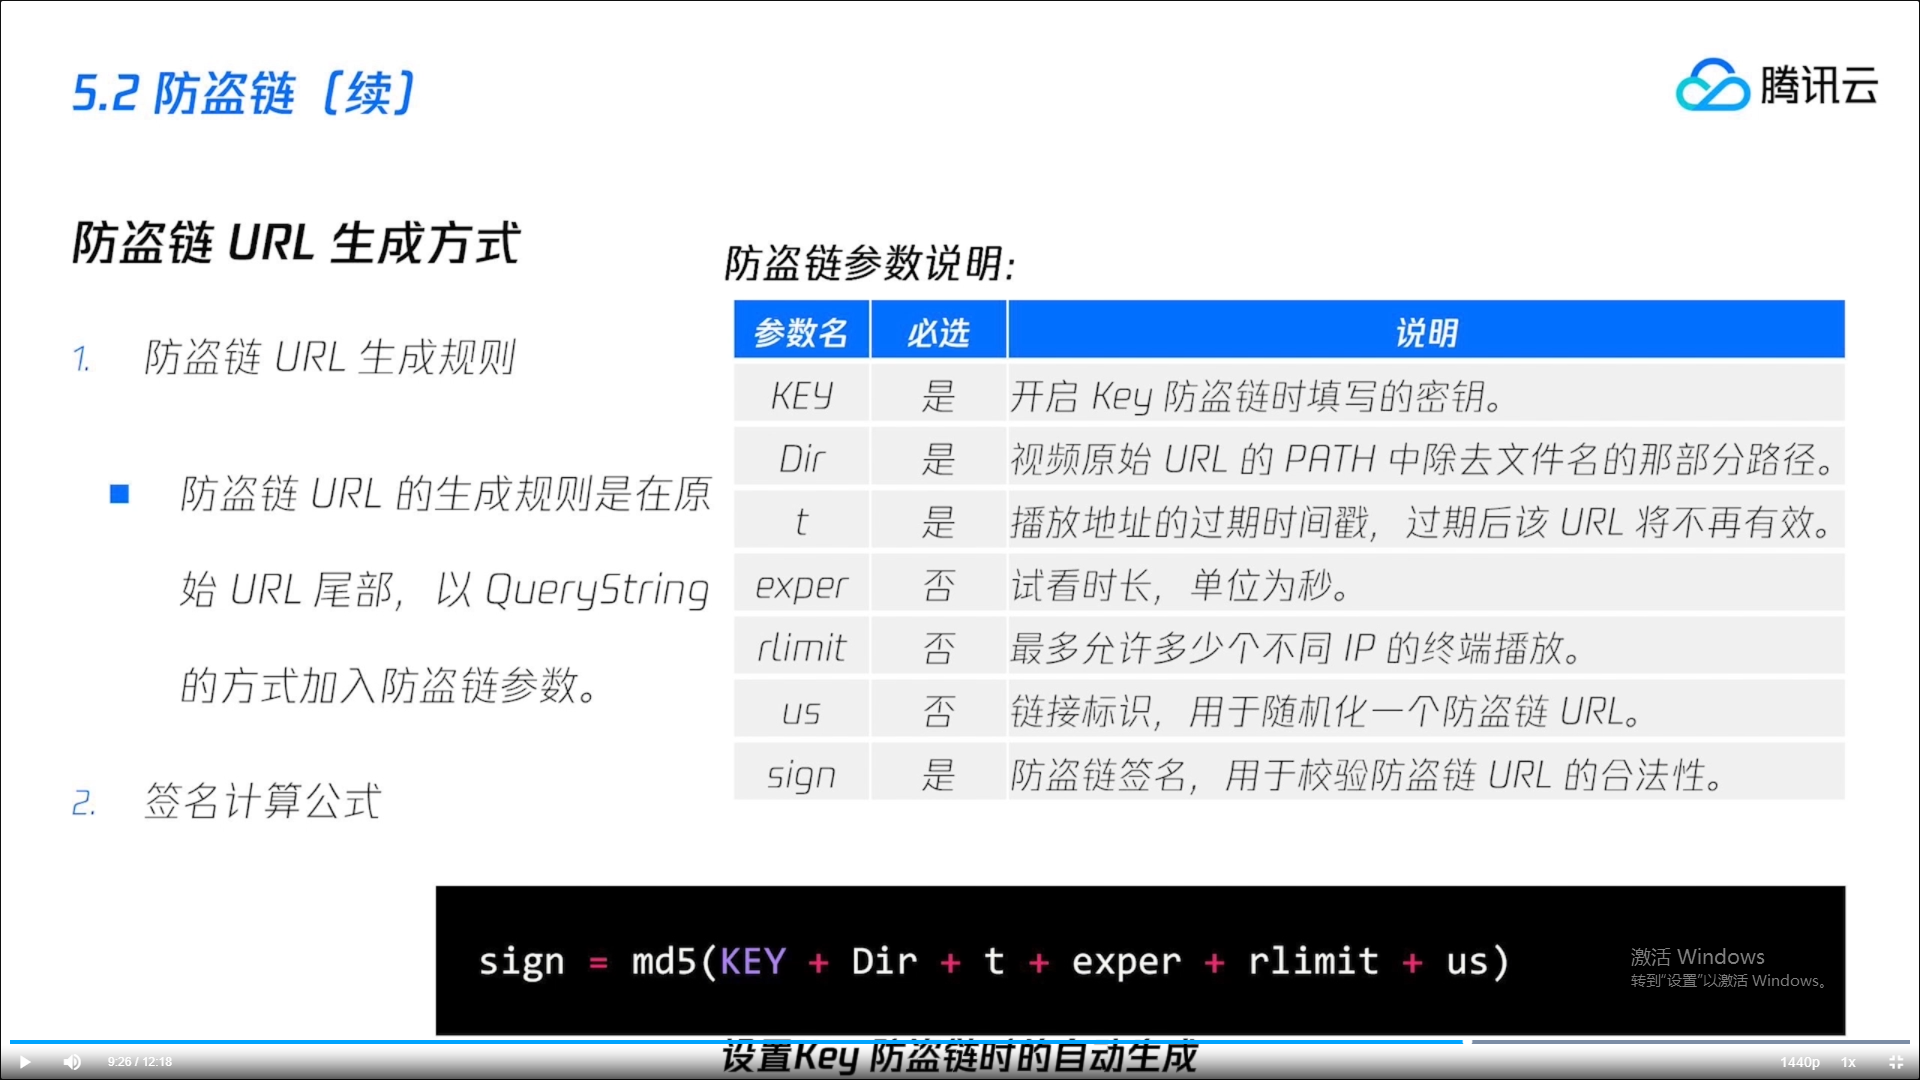 5.2 防盗链（续）
腾讯云
防盗链 URL 生成方式
1. 防盗链 URL 生成规则
■ 防盗链 URL 的生成规则是在原
始 URL 尾部，以 QueryString
的方式加入防盗链参数。
2. 签名计算公式
防盗链参数说明:
参数名 必选 说明
KEY 是 开启 Key 防盗链时填写的密钥。
Dir 是 视频原始 URL 的 PATH 中除去文件名的那部分路径。
t 是 播放地址的过期时间戳，过期后该 URL 将不再有效。
exper 否 试看时长，单位为秒。
rlimit 否 最多允许多少个不同 IP 的终端播放。
us 否 链接标识，用于随机化一个防盗链 URL。
sign 是 防盗链签名，用于校验防盗链 URL 的合法性。
sign = md5(KEY + Dir + t + exper + rlimit + us)
激活 Windows
转到“设置”以激活 Windows。
设置Key 防盗链时的自动生成
9:26 / 12:18
1440p 1x